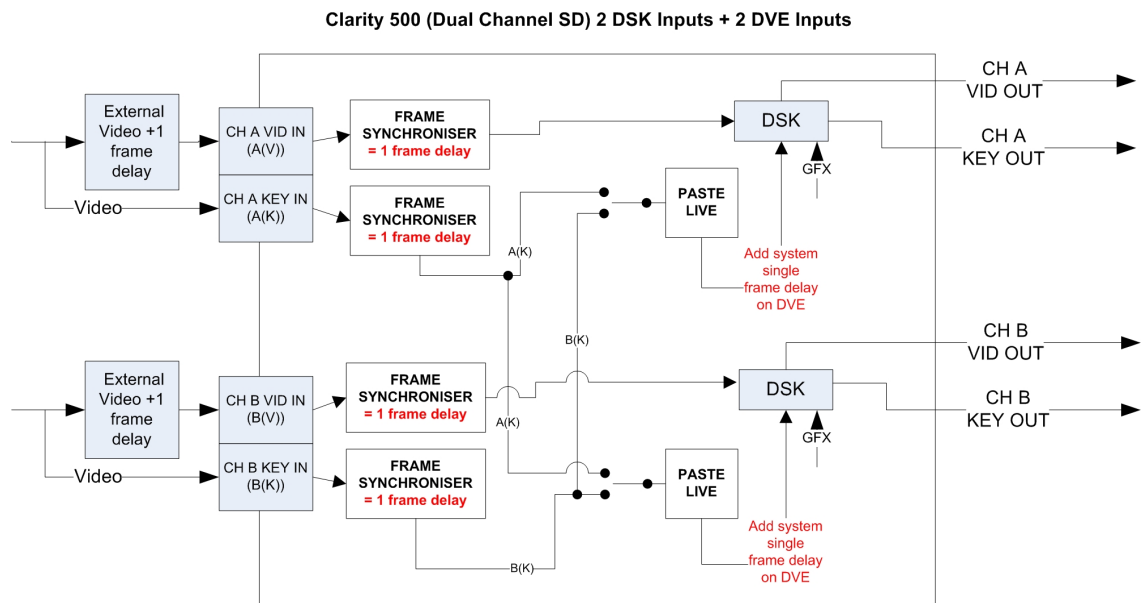 Clarity 500 (Dual Channel SD) 2 DSK Inputs + 2 DVE Inputs
External
Video +1
frame
delay
Video
CH A VID IN
(A(V))
CH A KEY IN
(A(K))
FRAME
SYNCHRONISER
= 1 frame delay
FRAME
SYNCHRONISER
= 1 frame delay
A(K)
PASTE
LIVE
DSK
GFX
Add system
single
frame delay
on DVE
CH A
VID OUT
CH A
KEY OUT
B(K)
External
Video +1
frame
delay
Video
CH B VID IN
(B(V))
CH B KEY IN
(B(K))
FRAME
SYNCHRONISER
= 1 frame delay
FRAME
SYNCHRONISER
= 1 frame delay
A(K)
B(K)
PASTE
LIVE
DSK
GFX
Add system
single
frame delay
on DVE
CH B
VID OUT
CH B
KEY OUT